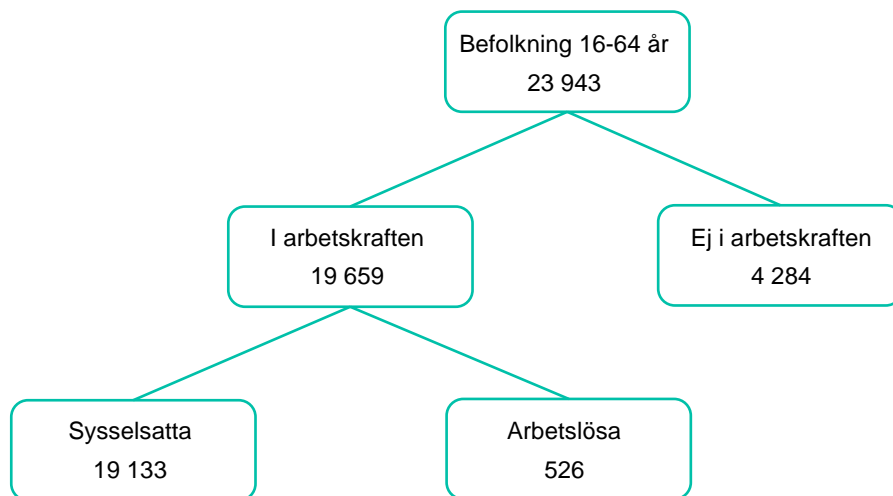 Befolkning 16-64 år
23 943
I arbetskraften
19 659
Ej i arbetskraften
4 284
Sysselsatta
19 133
Arbetslösa
526